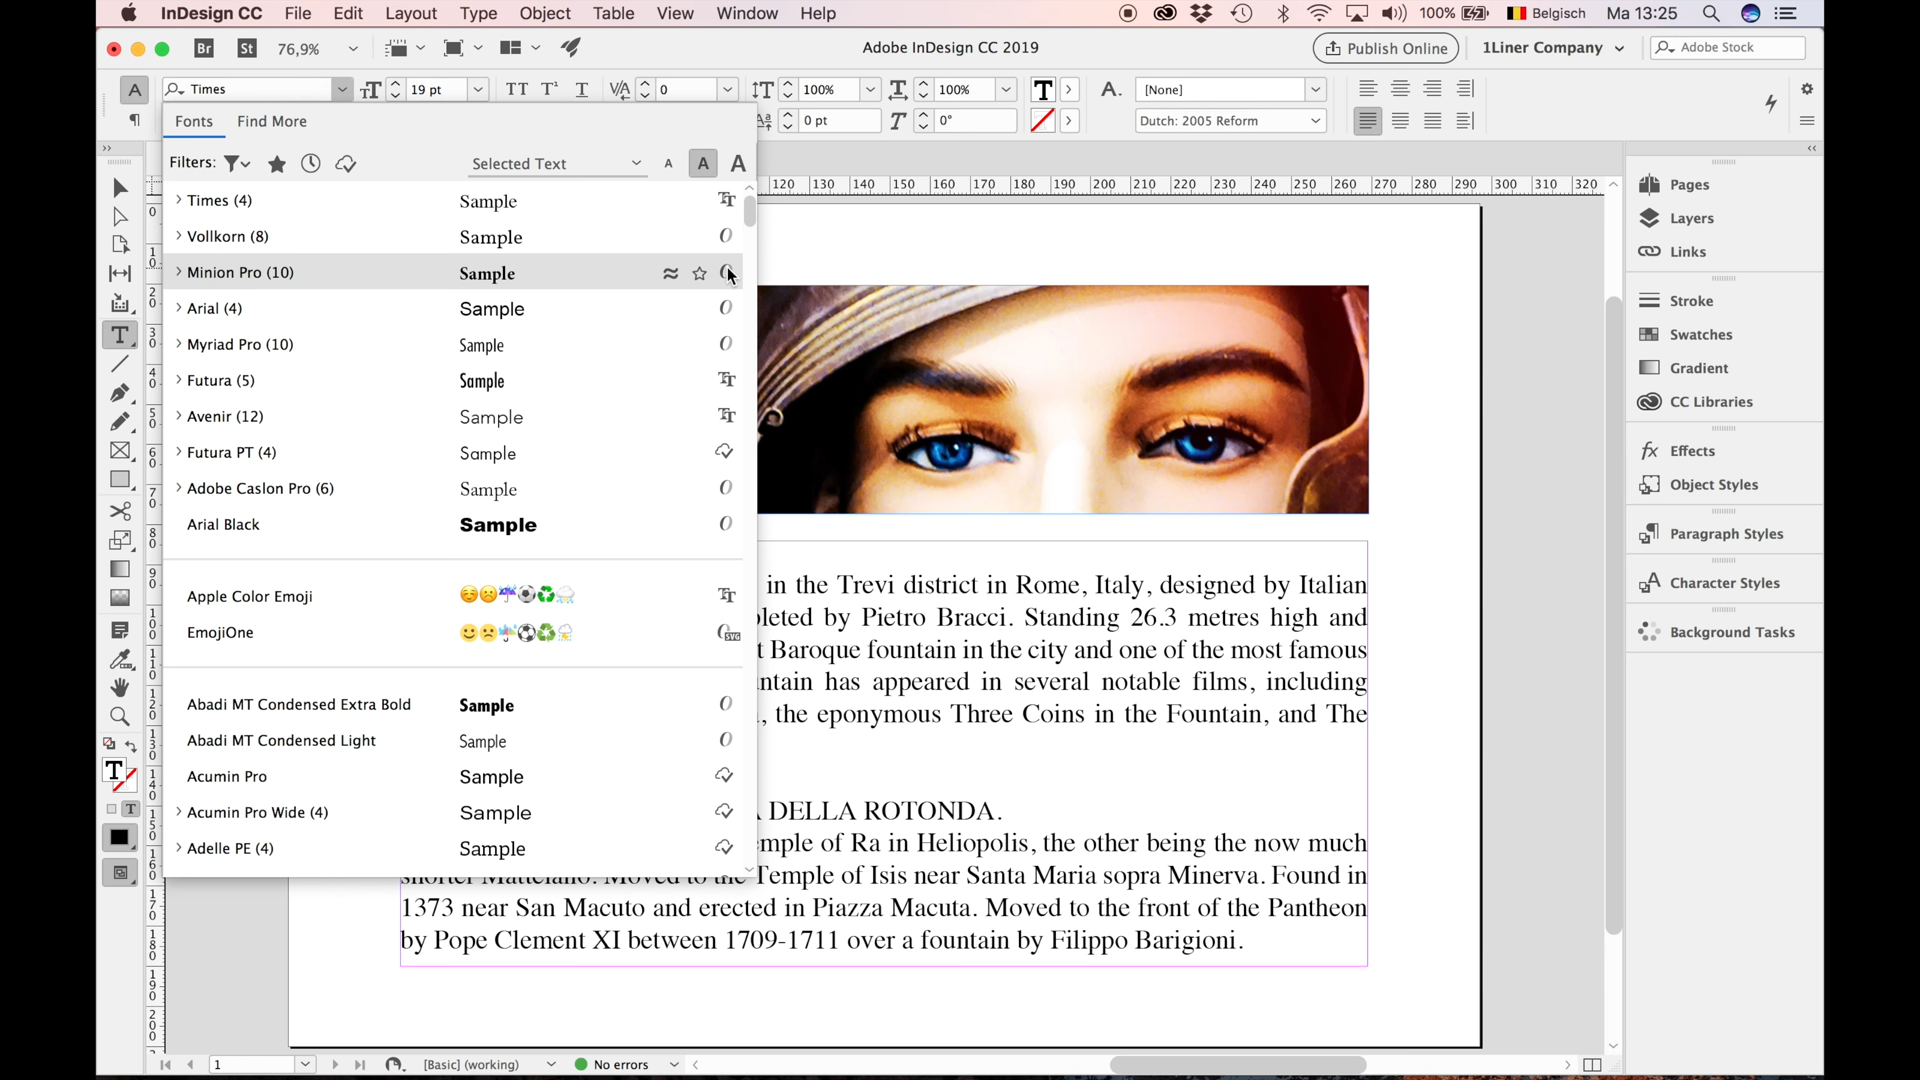 InDesign CC File Edit Layout Type Object Table View Window Help 100% Belgisch Ma 13:25
Br St 76,9% Adobe InDesign CC 2019 Publish Online 1Liner Company Adobe Stock
A Times 19 pt 0 100% 100% [None]
0 pt 0° Dutch: 2005 Reform
Fonts Find More
Filters: Selected Text A A A
120 130 140 150 160 170 180 190 200 210 220 230 240 250 260 270 280 290 300 310 320
Times (4) Sample
Vollkorn (8) Sample
Minion Pro (10) Sample
Arial (4) Sample
Myriad Pro (10) Sample
Futura (5) Sample
Avenir (12) Sample
Futura PT (4) Sample
Adobe Caslon Pro (6) Sample
Arial Black Sample
Apple Color Emoji
EmojiOne
Abadi MT Condensed Extra Bold Sample
Abadi MT Condensed Light Sample
Acumin Pro Sample
Acumin Pro Wide (4) Sample
Adelle PE (4) Sample
in the Trevi district in Rome, Italy, designed by Italian
by Pietro Bracci. Standing 26.3 metres high and
Baroque fountain in the city and one of the most famous
has appeared in several notable films, including
, the eponymous Three Coins in the Fountain, and The
DELLA ROTONDA.
of Ra in Heliopolis, the other being the now much
Temple of Isis near Santa Maria sopra Minerva. Found in
1373 near San Macuto and erected in Piazza Macuta. Moved to the front of the Pantheon
by Pope Clement XI between 1709-1711 over a fountain by Filippo Barigioni.
Pages
Layers
Links
Stroke
Swatches
Gradient
CC Libraries
Effects
Object Styles
Paragraph Styles
Character Styles
Background Tasks
1 [Basic] (working) No errors